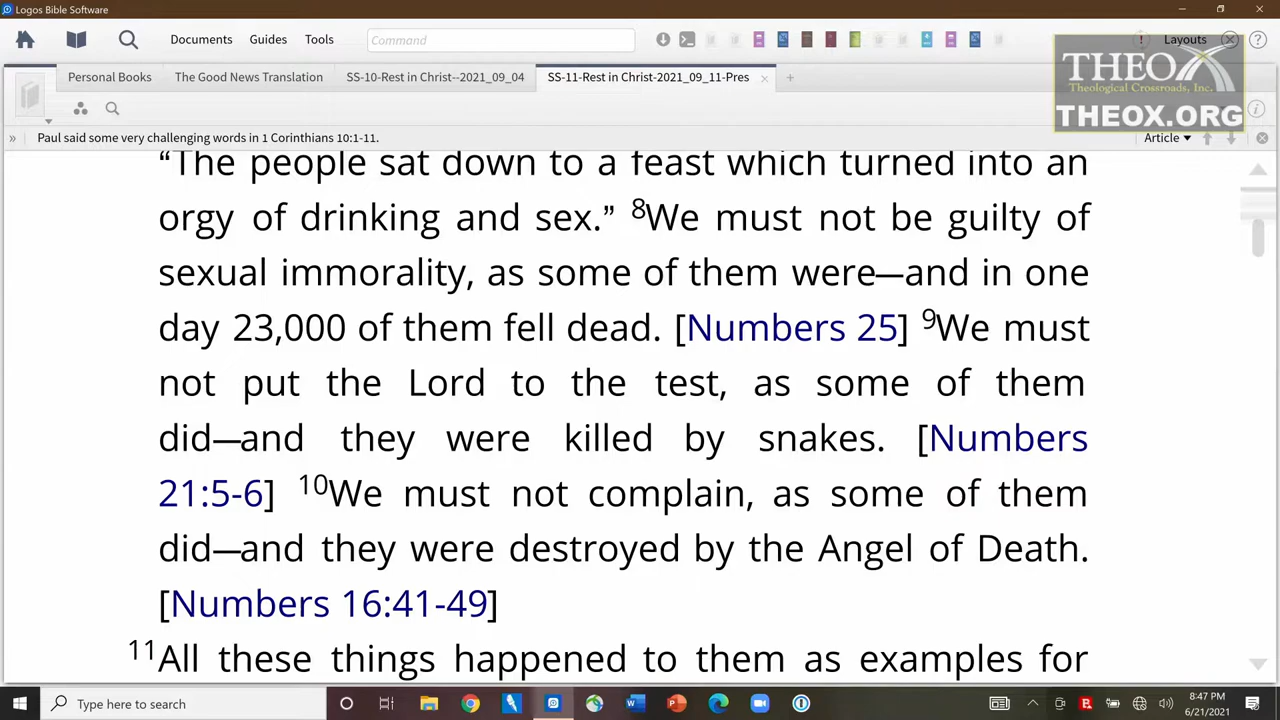 Logos Bible Software
Documents Guides Tools Command Layouts
THEOX
Theological Crossroads, Inc.
THEOX.ORG
Personal Books The Good News Translation SS-10-Rest in Christ--2021_09_04 SS-11-Rest in Christ-2021_09_11-Pres
Paul said some very challenging words in 1 Corinthians 10:1-11. Article
“The people sat down to a feast which turned into an
orgy of drinking and sex.” 8We must not be guilty of
sexual immorality, as some of them were—and in one
day 23,000 of them fell dead. [Numbers 25] 9We must
not put the Lord to the test, as some of them
did—and they were killed by snakes. [Numbers
21:5-6] 10We must not complain, as some of them
did—and they were destroyed by the Angel of Death.
[Numbers 16:41-49]
11All these things happened to them as examples for
Type here to search
8:47 PM
6/21/2021